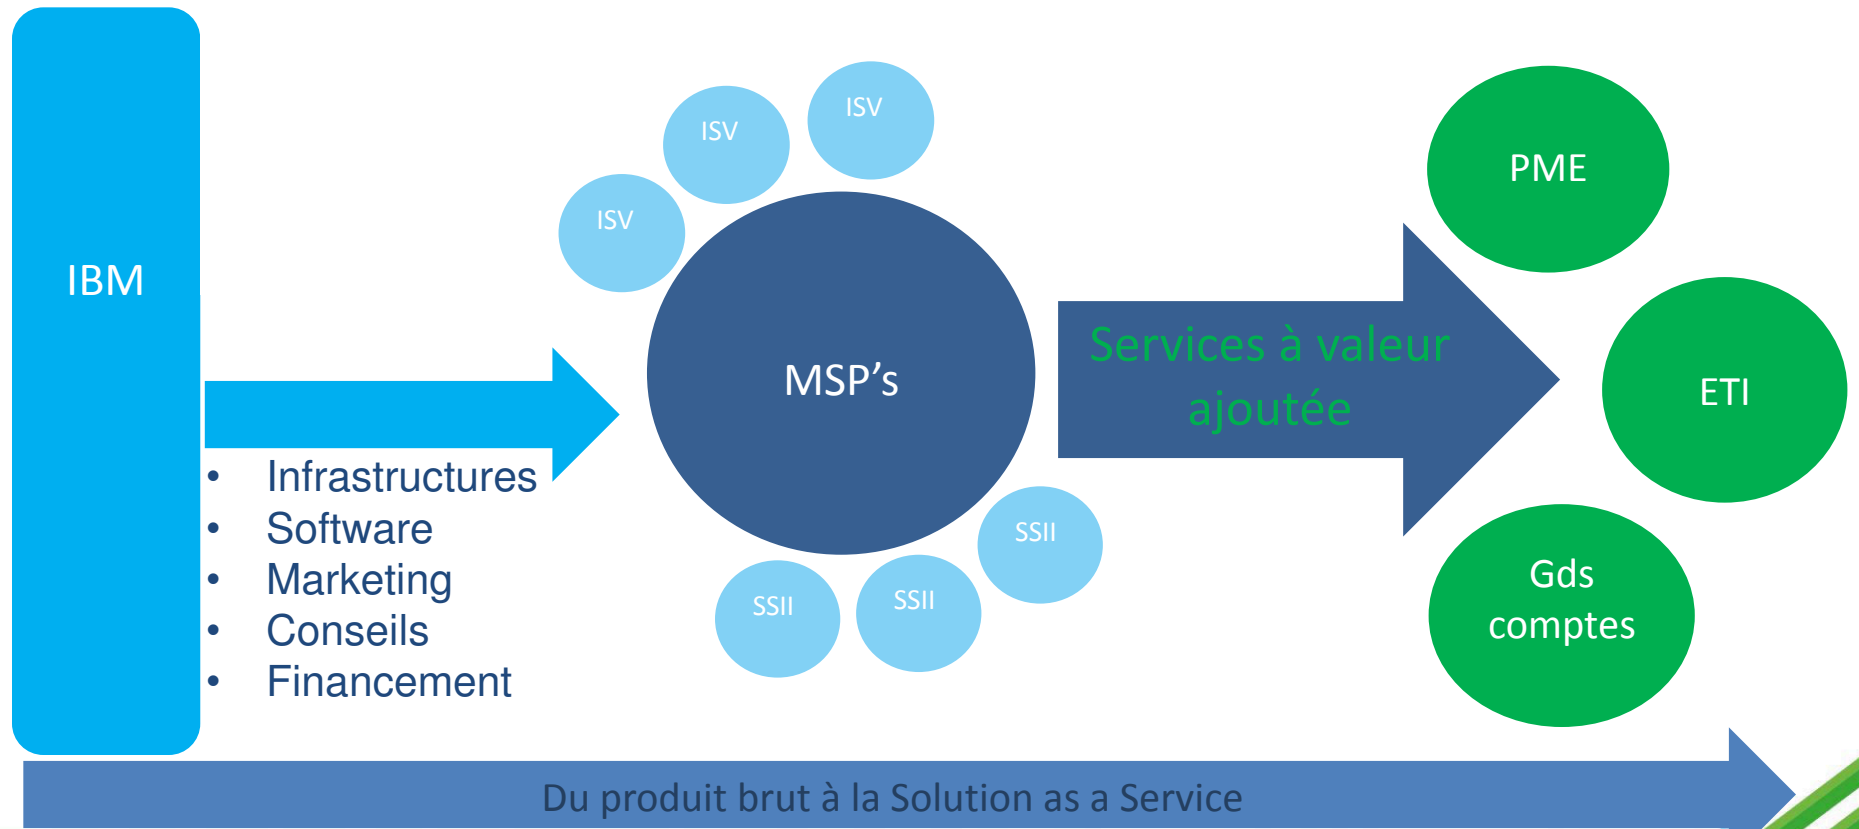 IBM
• Infrastructures
• Software
• Marketing
• Conseils
• Financement
ISV
ISV
ISV
MSP's
SSII
SSII
SSII
Services à valeur
ajoutée
PME
ETI
Gds
comptes
Du produit brut à la Solution as a Service